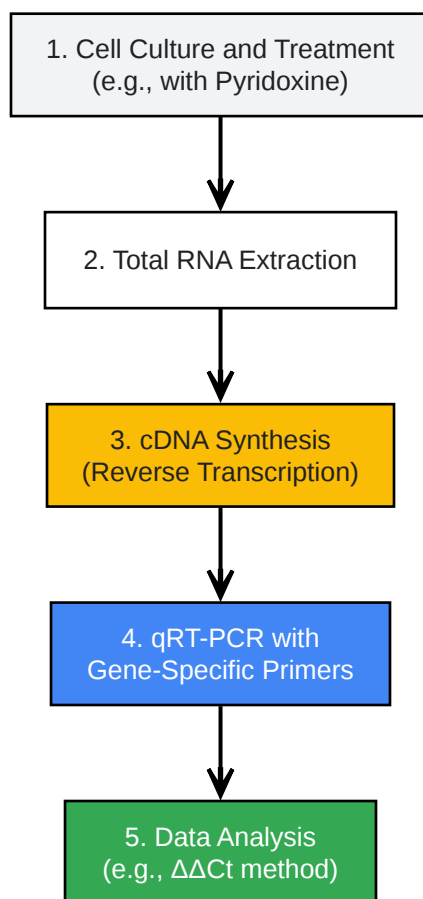 1. Cell Culture and Treatment
(e.g., with Pyridoxine)
2. Total RNA Extraction
3. cDNA Synthesis
(Reverse Transcription)
4. qRT-PCR with
Gene-Specific Primers
5. Data Analysis
(e.g., ΔΔCt method)